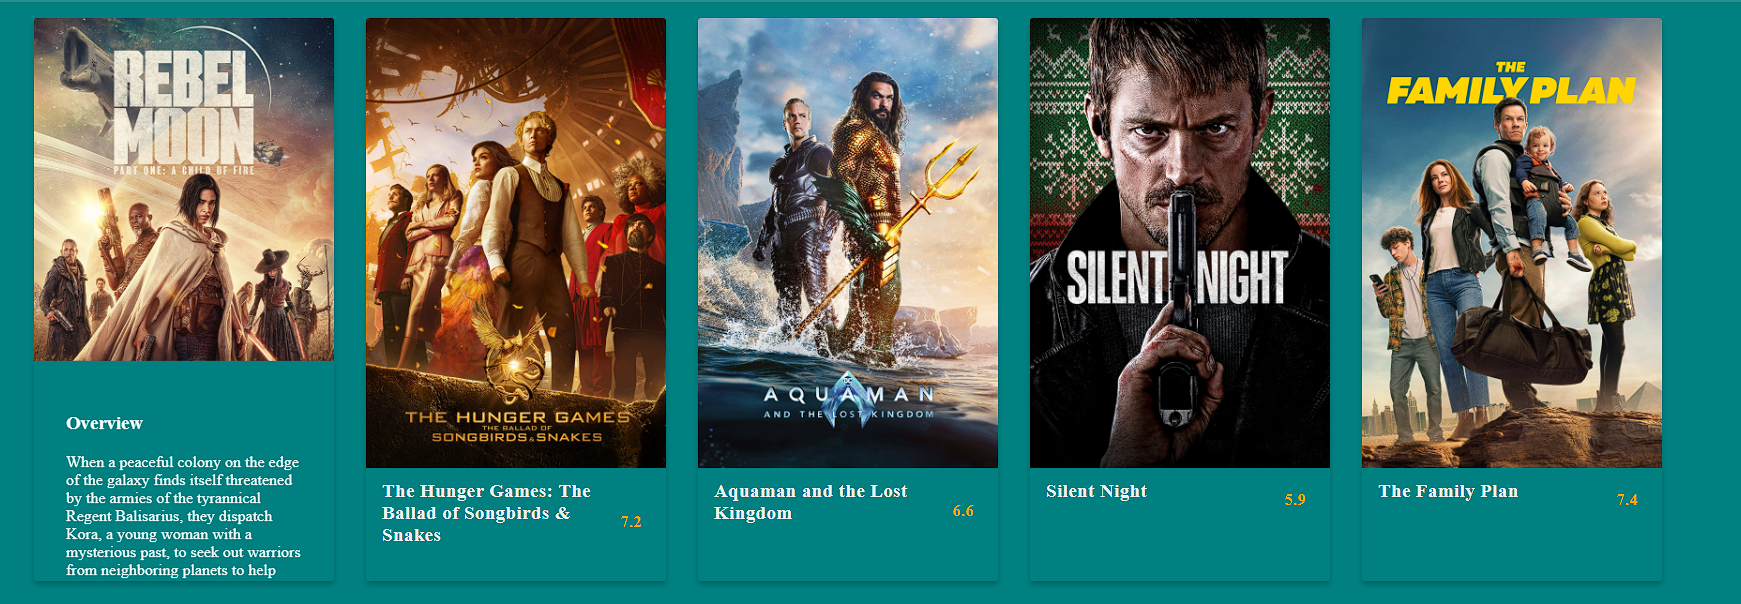 REBEL
MOON
PART ONE: A CHILD OF FIRE
Overview
When a peaceful colony on the edge
of the galaxy finds itself threatened
by the armies of the tyrannical
Regent Balisarius, they dispatch
Kora, a young woman with a
mysterious past, to seek out warriors
from neighboring planets to help
THE HUNGER GAMES
THE BALLAD OF
SONGBIRDS & SNAKES
The Hunger Games: The
Ballad of Songbirds &
Snakes
7.2
DC
AQUAMAN
AND THE LOST KINGDOM
Aquaman and the Lost
Kingdom
6.6
SILENT NIGHT
Silent Night
5.9
THE
FAMILY PLAN
The Family Plan
7.4